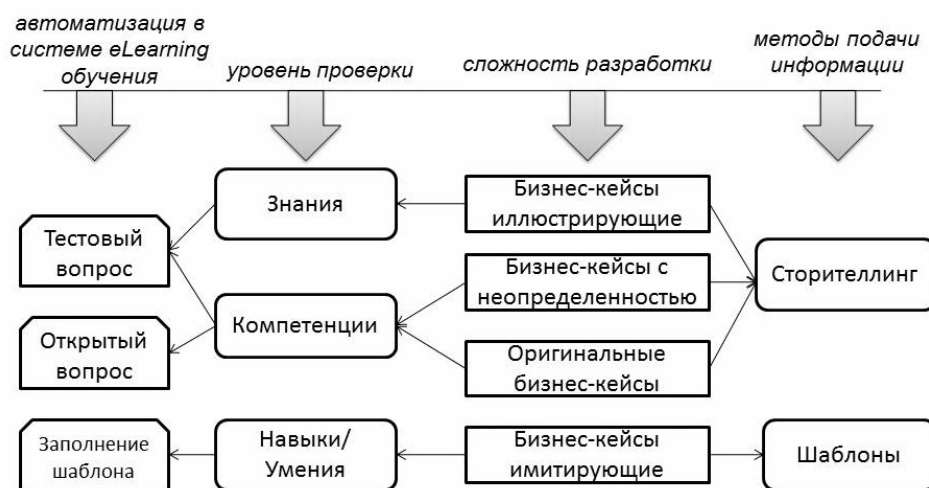 автоматизация в
системе eLearning
обучения
уровень проверки
сложность разработки
методы подачи
информации
Знания
Бизнес-кейсы
иллюстрирующие
Тестовый
вопрос
Бизнес-кейсы с
неопределенностью
Сторителлинг
Компетенции
Открытый
вопрос
Оригинальные
бизнес-кейсы
Заполнение
шаблона
Навыки/
Умения
Бизнес-кейсы
имитирующие
Шаблоны